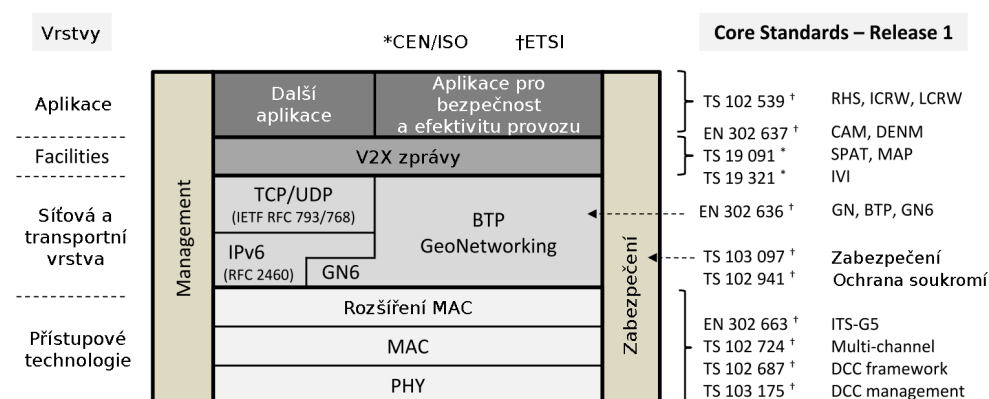 Vrstvy
*CEN/ISO †ETSI
Core Standards – Release 1
Aplikace
Další
aplikace
Aplikace pro
bezpečnost
a efektivitu provozu
TS 102 539 † RHS, ICRW, LCRW
Facilities
V2X zprávy
EN 302 637 † CAM, DENM
TS 19 091 * SPAT, MAP
TS 19 321 * IVI
Management
Síťová a
transportní
vrstva
TCP/UDP
(IETF RFC 793/768)
IPv6
(RFC 2460)
GN6
BTP
GeoNetworking
Zabezpečení
EN 302 636 † GN, BTP, GN6
TS 103 097 † Zabezpečení
TS 102 941 † Ochrana soukromí
Přístupové
technologie
Rozšíření MAC
MAC
PHY
EN 302 663 † ITS-G5
TS 102 724 † Multi-channel
TS 102 687 † DCC framework
TS 103 175 † DCC management